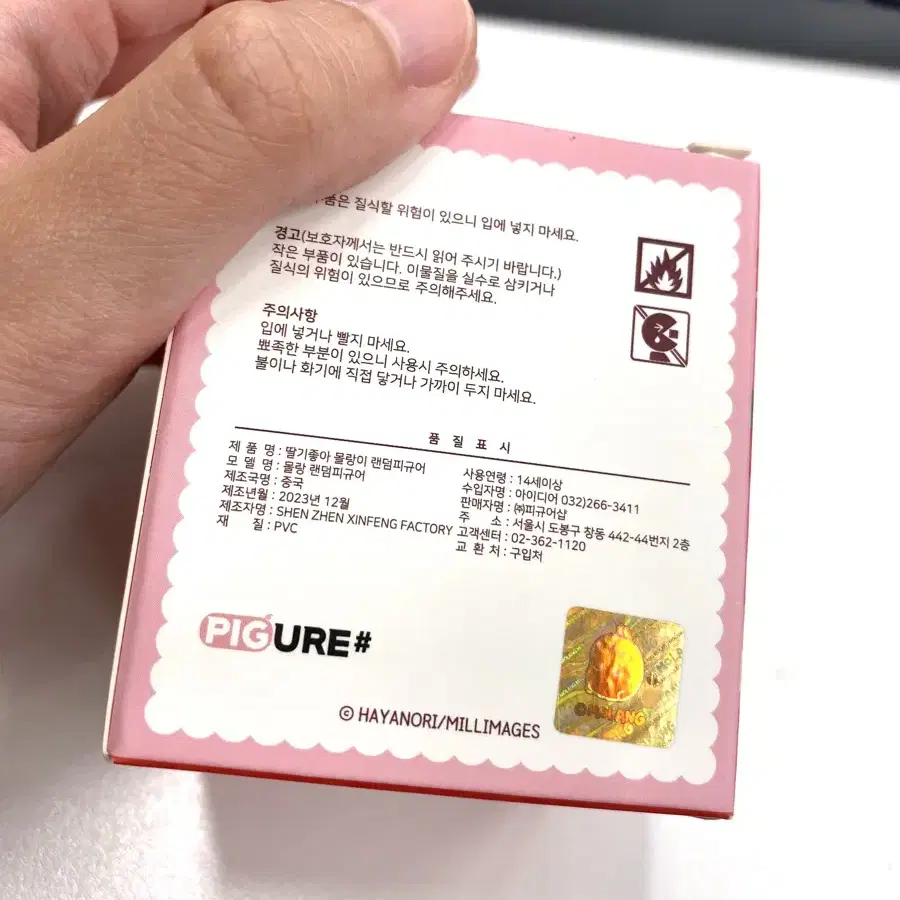 품은 질식할 위험이 있으니 입에 넣지 마세요.
경고(보호자께서는 반드시 읽어 주시기 바랍니다.)
작은 부품이 있습니다. 이물질을 실수로 삼키거나
질식의 위험이 있으므로 주의해주세요.
주의사항
입에 넣거나 빨지 마세요.
뾰족한 부분이 있으니 사용시 주의하세요.
불이나 화기에 직접 닿거나 가까이 두지 마세요.
품 질 표 시
제 품 명 : 딸기좋아 몰랑이 랜덤피규어
모 델 명 : 몰랑 랜덤피규어
제조국명 : 중국
제조년월 : 2023년 12월
제조자명 : SHEN ZHEN XINFENG FACTORY
재 질 : PVC
사용연령 : 14세이상
수입자명 : 아이디어 032)266-3411
판매자명 : ㈜피규어샵
주 소 : 서울시 도봉구 창동 442-44번지 2층
고객센터 : 02-362-1120
교 환 처 : 구입처
PIGURE#
© HAYANORI/MILLIMAGES